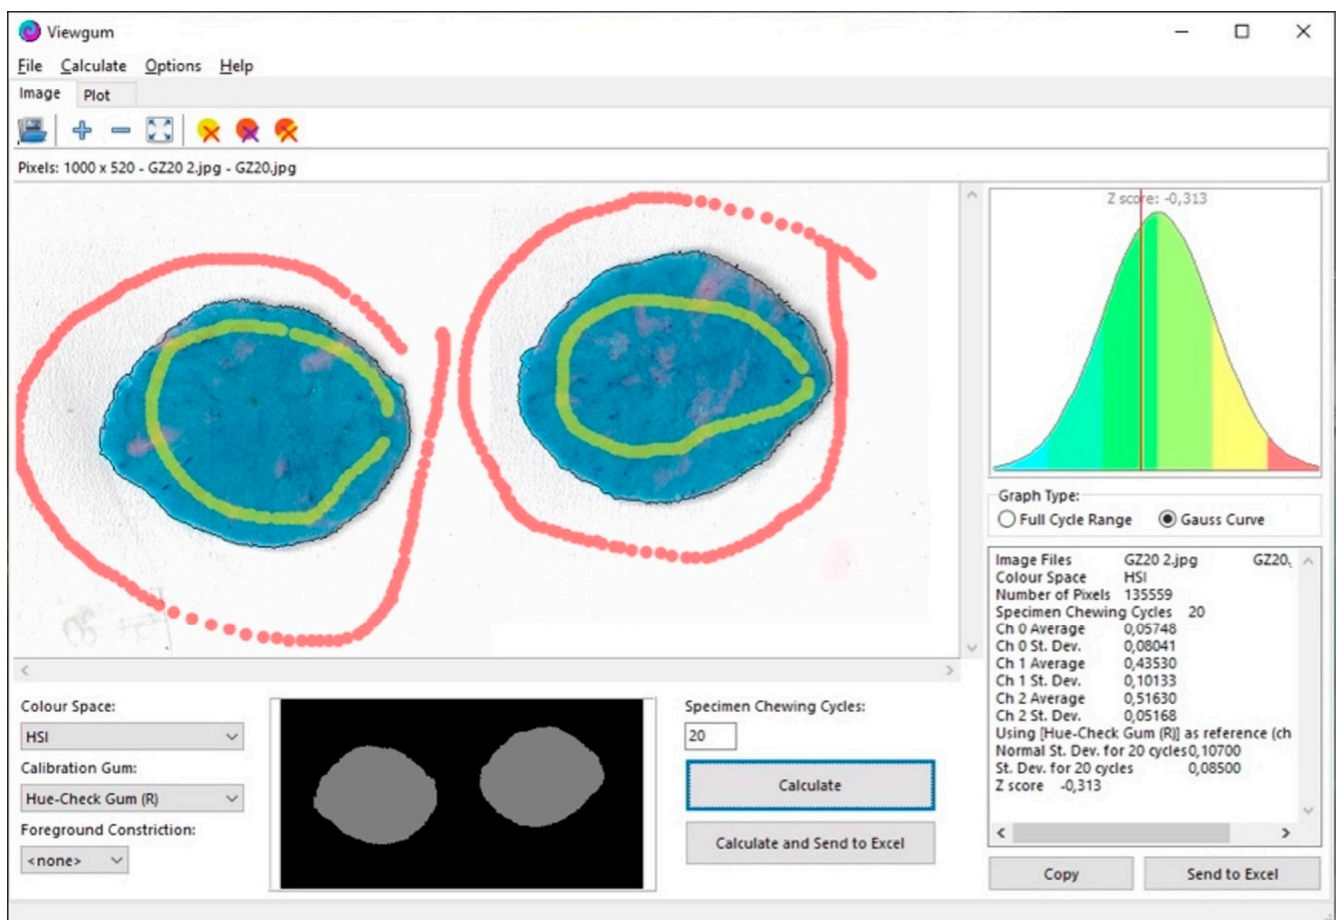 Viewgum
File Calculate Options Help
Image Plot
Pixels: 1000 x 520 - GZ20 2.jpg - GZ20.jpg
Z score: -0,313
Graph Type:
Full Cycle Range Gauss Curve
Image Files GZ20 2.jpg GZ20.
Colour Space HSI
Number of Pixels 135559
Specimen Chewing Cycles 20
Ch 0 Average 0,05748
Ch 0 St. Dev. 0,08041
Ch 1 Average 0,43530
Ch 1 St. Dev. 0,10133
Ch 2 Average 0,51630
Ch 2 St. Dev. 0,05168
Using [Hue-Check Gum (R)] as reference (ch
Normal St. Dev. for 20 cycles 0,10700
St. Dev. for 20 cycles 0,08500
Z score -0,313
Copy Send to Excel
Colour Space:
HSI
Calibration Gum:
Hue-Check Gum (R)
Foreground Constriction:
<none>
Specimen Chewing Cycles:
20
Calculate
Calculate and Send to Excel